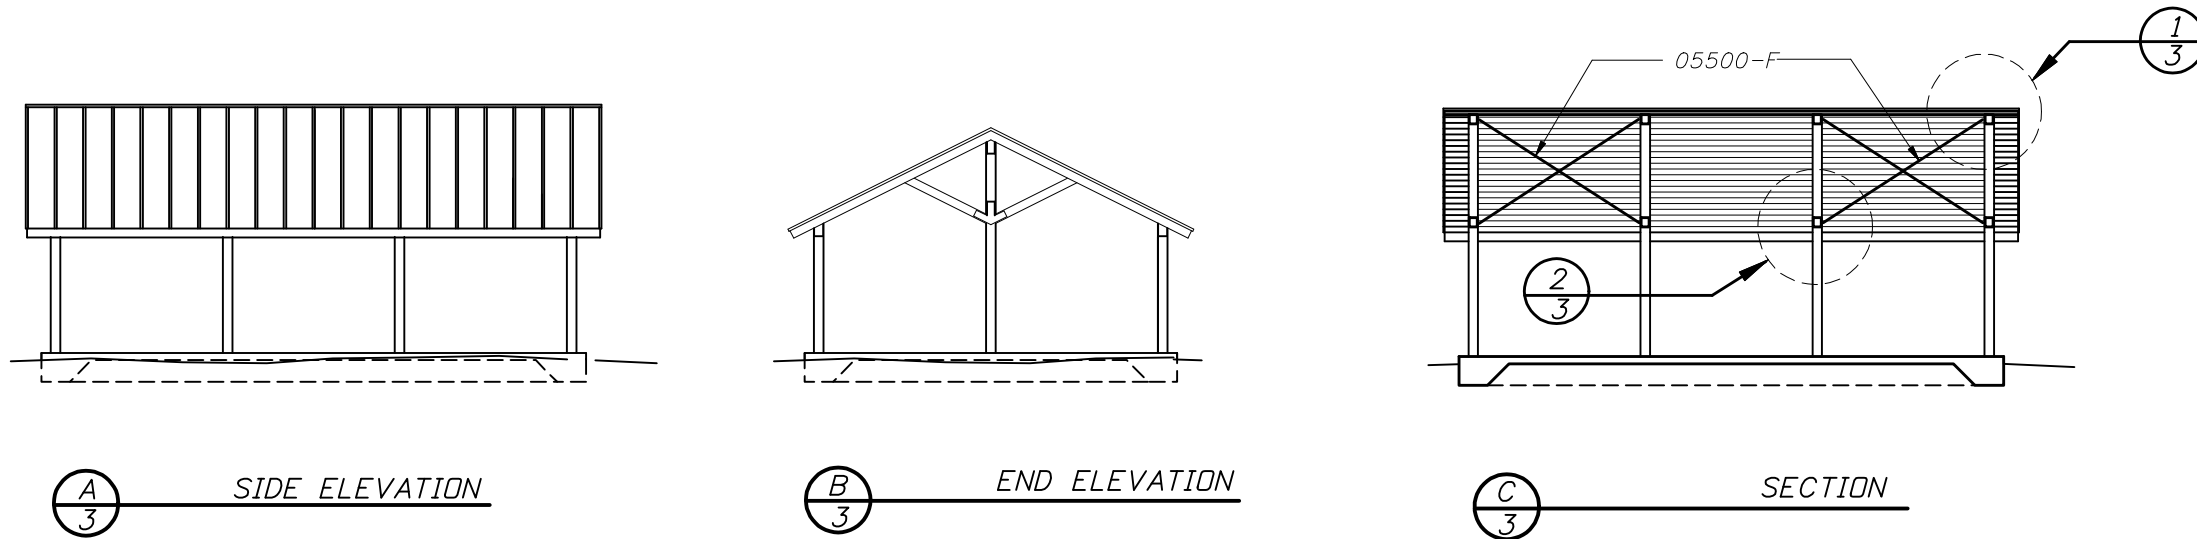 05500-F
1
3
2
3
A
3
SIDE ELEVATION
B
3
END ELEVATION
C
3
SECTION